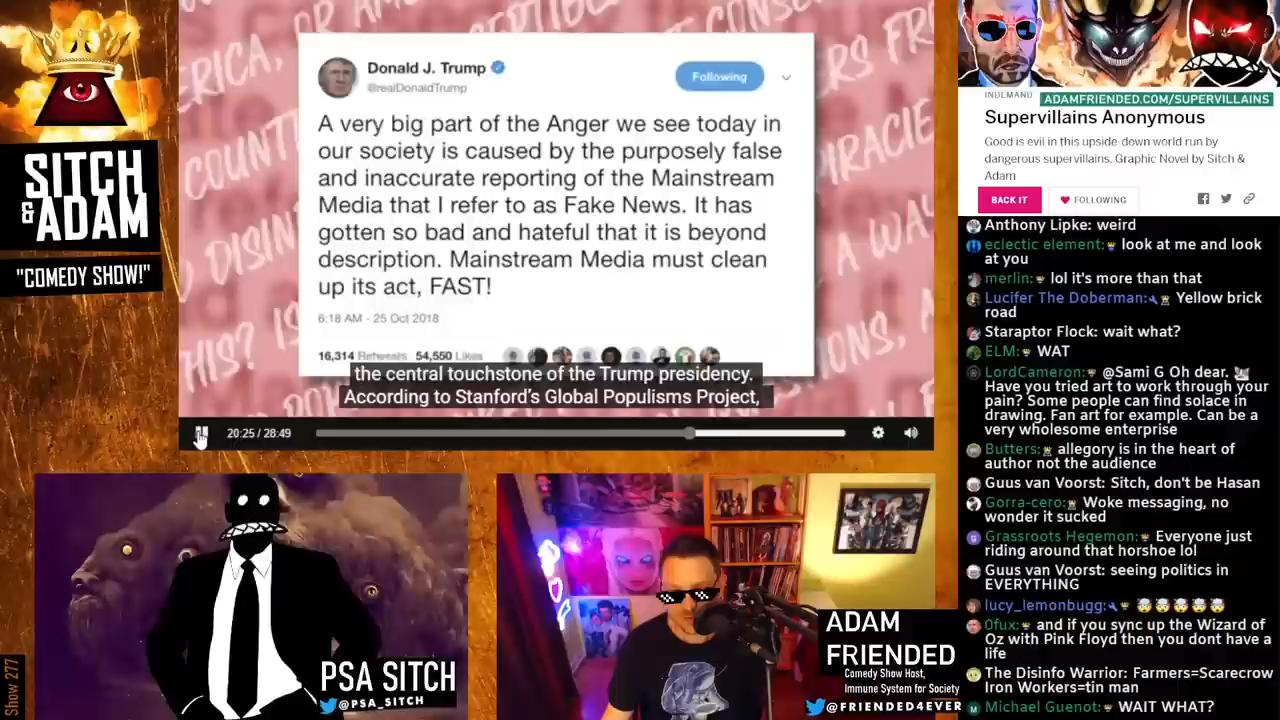 SITCH
& ADAM
"COMEDY SHOW!"
Show 277
Donald J. Trump
@realDonaldTrump
Following
A very big part of the Anger we see today in
our society is caused by the purposely false
and inaccurate reporting of the Mainstream
Media that I refer to as Fake News. It has
gotten so bad and hateful that it is beyond
description. Mainstream Media must clean
up its act, FAST!
6:18 AM - 25 Oct 2018
16,314 Retweets 54,550 Likes
the central touchstone of the Trump presidency.
According to Stanford's Global Populisms Project,
20:25 / 28:49
PSA SITCH
@PSA_SITCH
ADAM
FRIENDED
Comedy Show Host,
Immune System for Society
@FRIENDED4EVER
INDEMAND
ADAMFRIENDED.COM/SUPERVILLAINS
Supervillains Anonymous
Good is evil in this upside-down world run by
dangerous supervillains. Graphic Novel by Sitch &
Adam
BACK IT
FOLLOWING
Anthony Lipke: weird
eclectic element: look at me and look
at you
merlin: lol it's more than that
Lucifer The Doberman: Yellow brick
road
Staraptor Flock: wait what?
ELM: WAT
LordCameron: @Sami G Oh dear.
Have you tried art to work through your
pain? Some people can find solace in
drawing. Fan art for example. Can be a
very wholesome enterprise
Butters: allegory is in the heart of
author not the audience
Guus van Voorst: Sitch, don't be Hasan
Gorra-cero: Woke messaging, no
wonder it sucked
Grassroots Hegemon: Everyone just
riding around that horshoe lol
Guus van Voorst: seeing politics in
EVERYTHING
lucy_lemonbugg:
0fux: and if you sync up the Wizard of
Oz with Pink Floyd then you dont have a
life
The Disinfo Warrior: Farmers=Scarecrow
Iron Workers=tin man
Michael Guenot: WAIT WHAT?